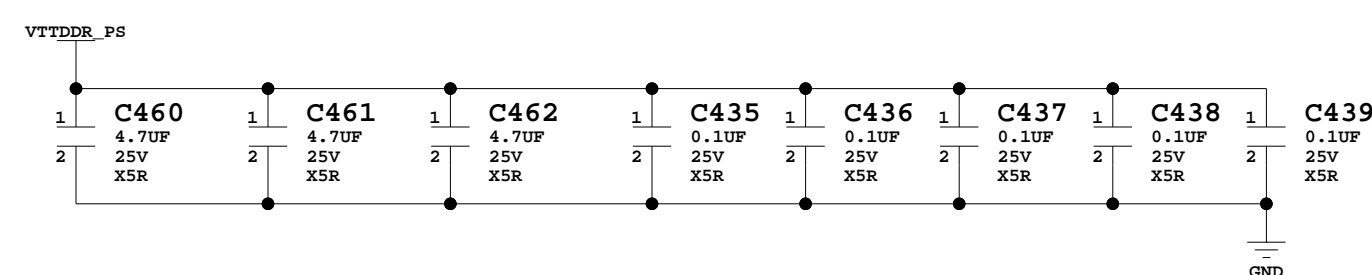 VTTDDR_PS
1 C460
4.7UF
2 25V
X5R
1 C461
4.7UF
2 25V
X5R
1 C462
4.7UF
2 25V
X5R
1 C435
0.1UF
2 25V
X5R
1 C436
0.1UF
2 25V
X5R
1 C437
0.1UF
2 25V
X5R
1 C438
0.1UF
2 25V
X5R
1 C439
0.1UF
2 25V
X5R
GND